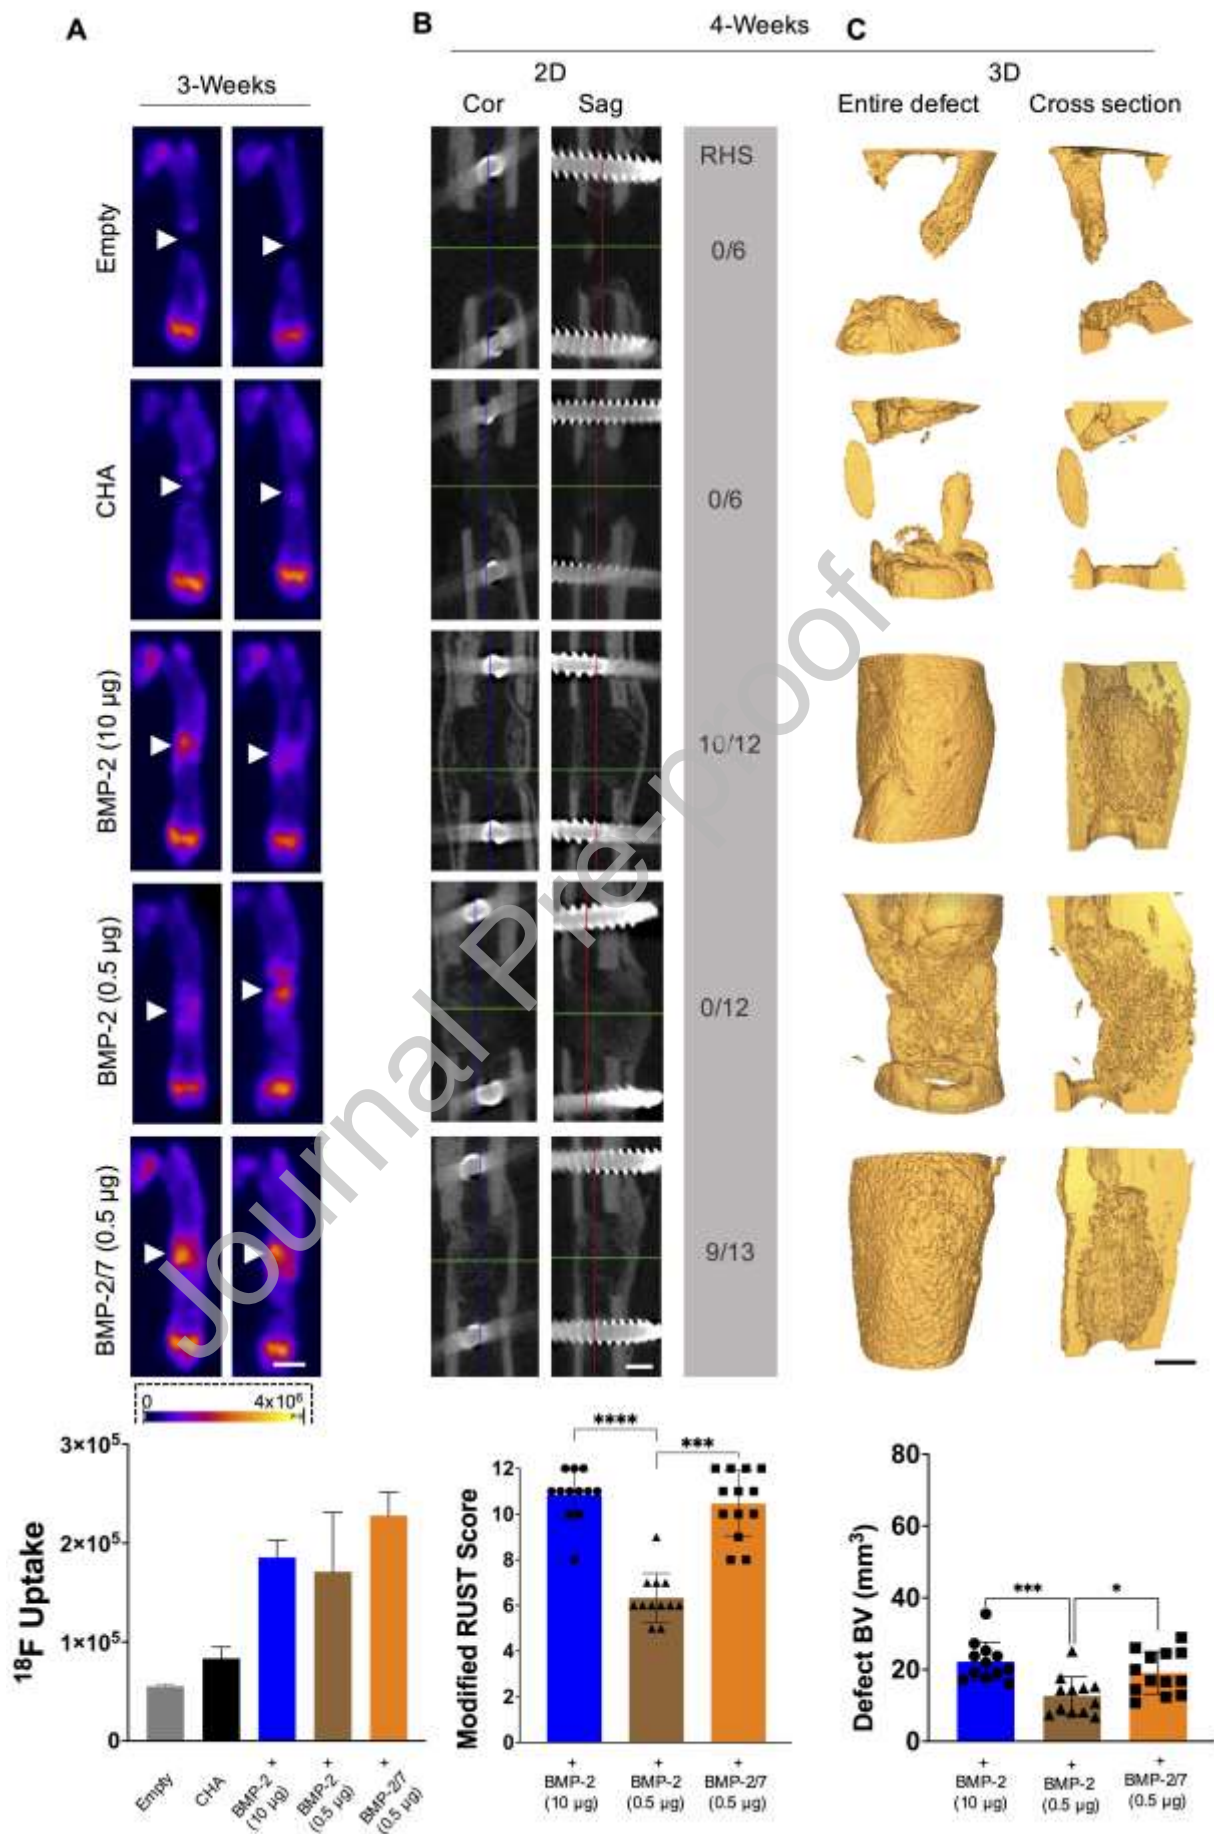 A
B
4-Weeks
C
3-Weeks
2D
3D
Cor
Sag
Entire defect
Cross section
RHS
Empty
0/6
CHA
0/6
BMP-2 (10 µg)
10/12
BMP-2 (0.5 µg)
0/12
BMP-2/7 (0.5 µg)
9/13
Journal Pre-proof
0
4x10⁶
¹⁸F Uptake
3×10⁵
2×10⁵
1×10⁵
0
Empty
CHA
+
BMP-2
(10 µg)
+
BMP-2
(0.5 µg)
+
BMP-2/7
(0.5 µg)
Modified RUST Score
****
***
12
10
8
6
4
2
0
+
BMP-2
(10 µg)
+
BMP-2
(0.5 µg)
+
BMP-2/7
(0.5 µg)
Defect BV (mm³)
80
60
40
20
0
***
*
+
BMP-2
(10 µg)
+
BMP-2
(0.5 µg)
+
BMP-2/7
(0.5 µg)